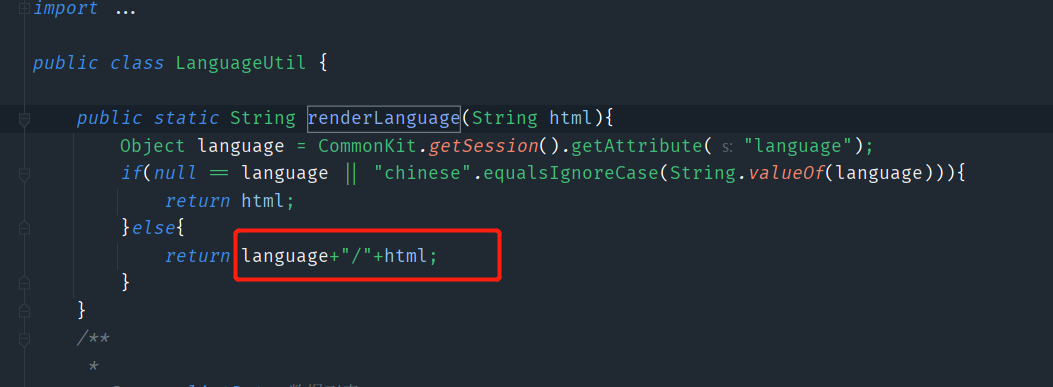 import ...
public class LanguageUtil {
public static String renderLanguage(String html){
Object language = CommonKit.getSession().getAttribute( s: "language");
if(null == language || "chinese".equalsIgnoreCase(String.valueOf(language))){
return html;
}else{
return language+"/"+html;
}
}
/**
*